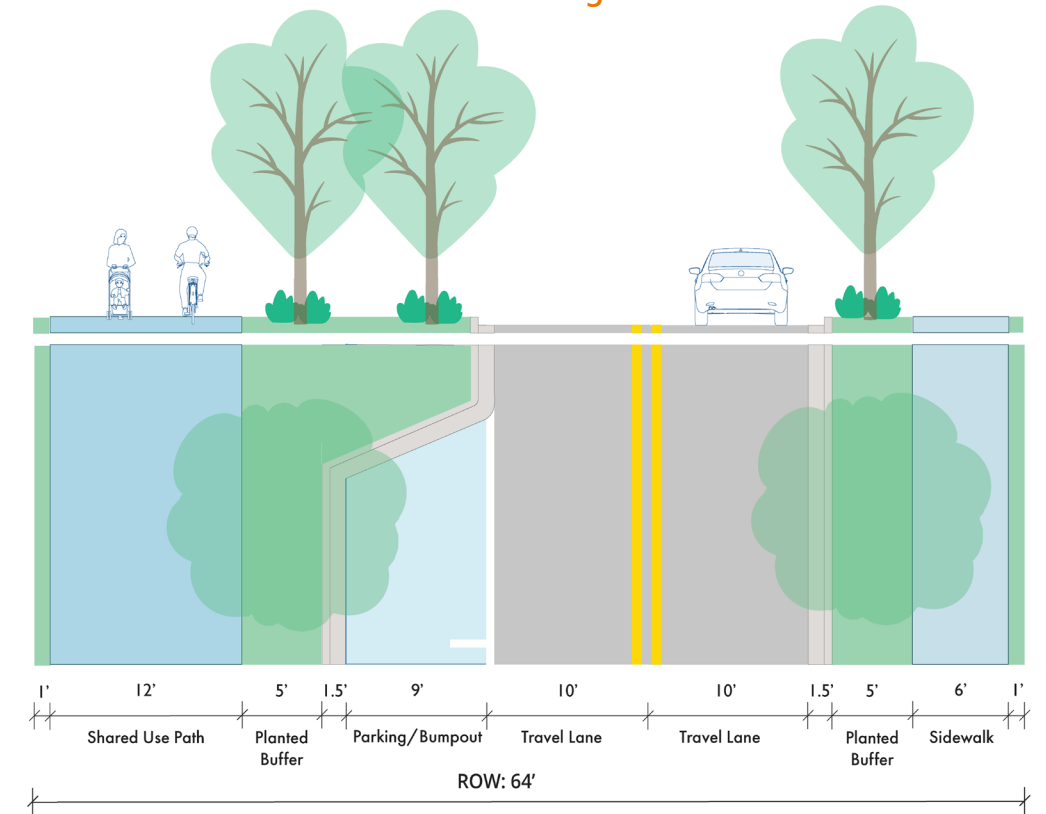 1’ 12’ 5’ 1.5’ 9’ 10’ 10’ 1.5’ 5’ 6’ 1’
Shared Use Path Planted Parking/Bumpout Travel Lane Travel Lane Planted Sidewalk
Buffer Buffer
ROW: 64’